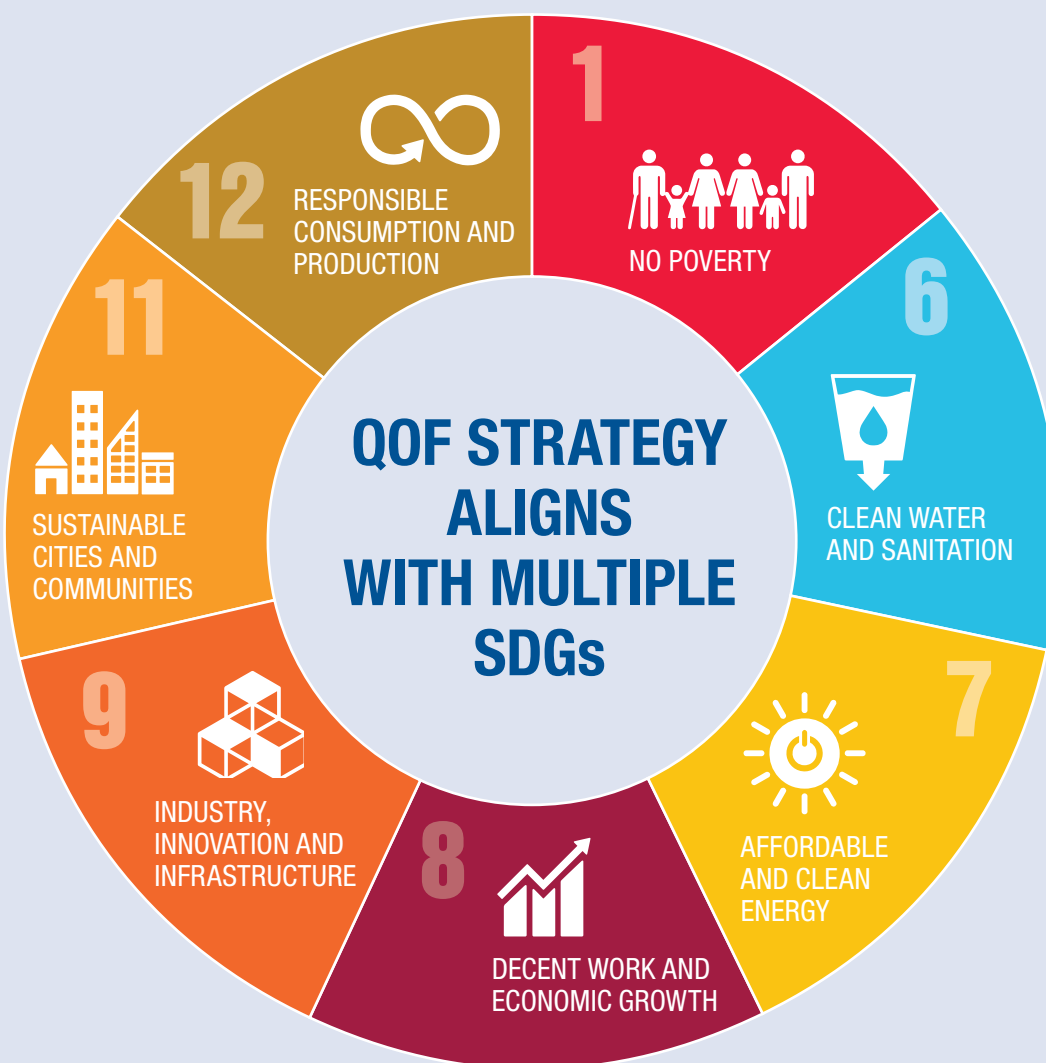 QOF STRATEGY
ALIGNS
WITH MULTIPLE
SDGs
1
NO POVERTY
6
CLEAN WATER
AND SANITATION
7
AFFORDABLE
AND CLEAN
ENERGY
8
DECENT WORK AND
ECONOMIC GROWTH
9
INDUSTRY,
INNOVATION AND
INFRASTRUCTURE
11
SUSTAINABLE
CITIES AND
COMMUNITIES
12
RESPONSIBLE
CONSUMPTION AND
PRODUCTION